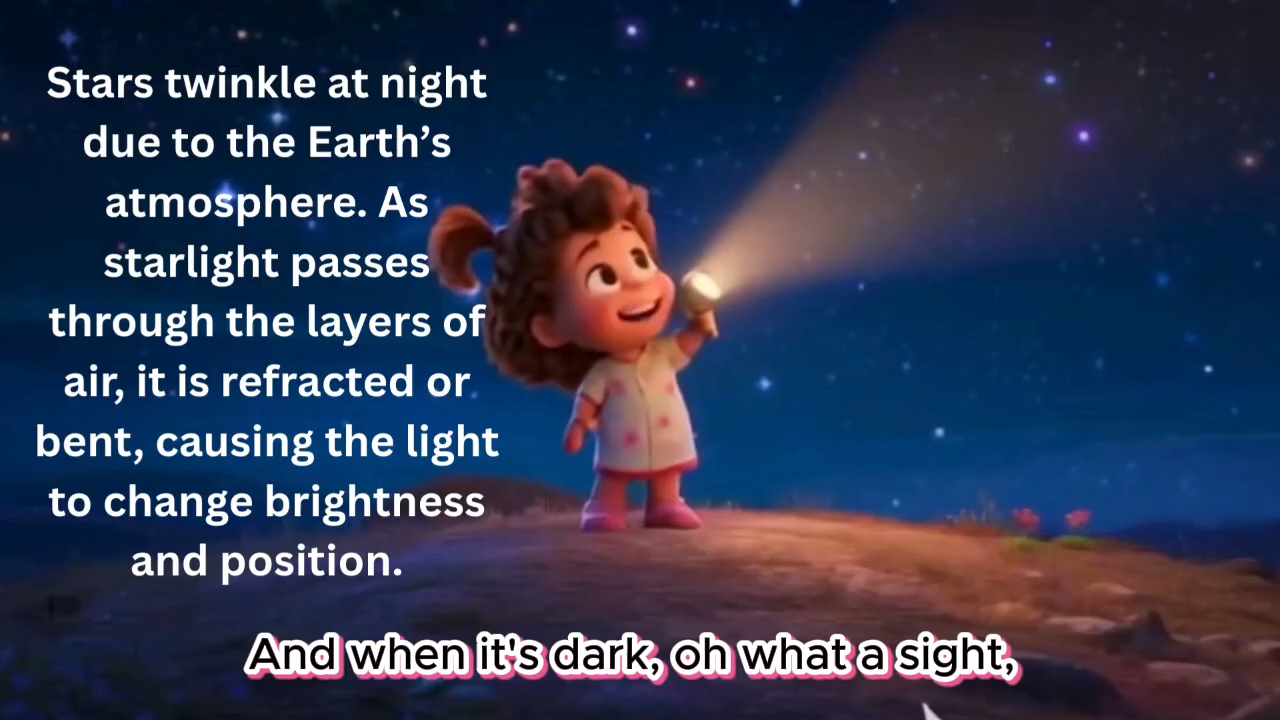 Stars twinkle at night
due to the Earth’s
atmosphere. As
starlight passes
through the layers of
air, it is refracted or
bent, causing the light
to change brightness
and position.
And when it's dark, oh what a sight,